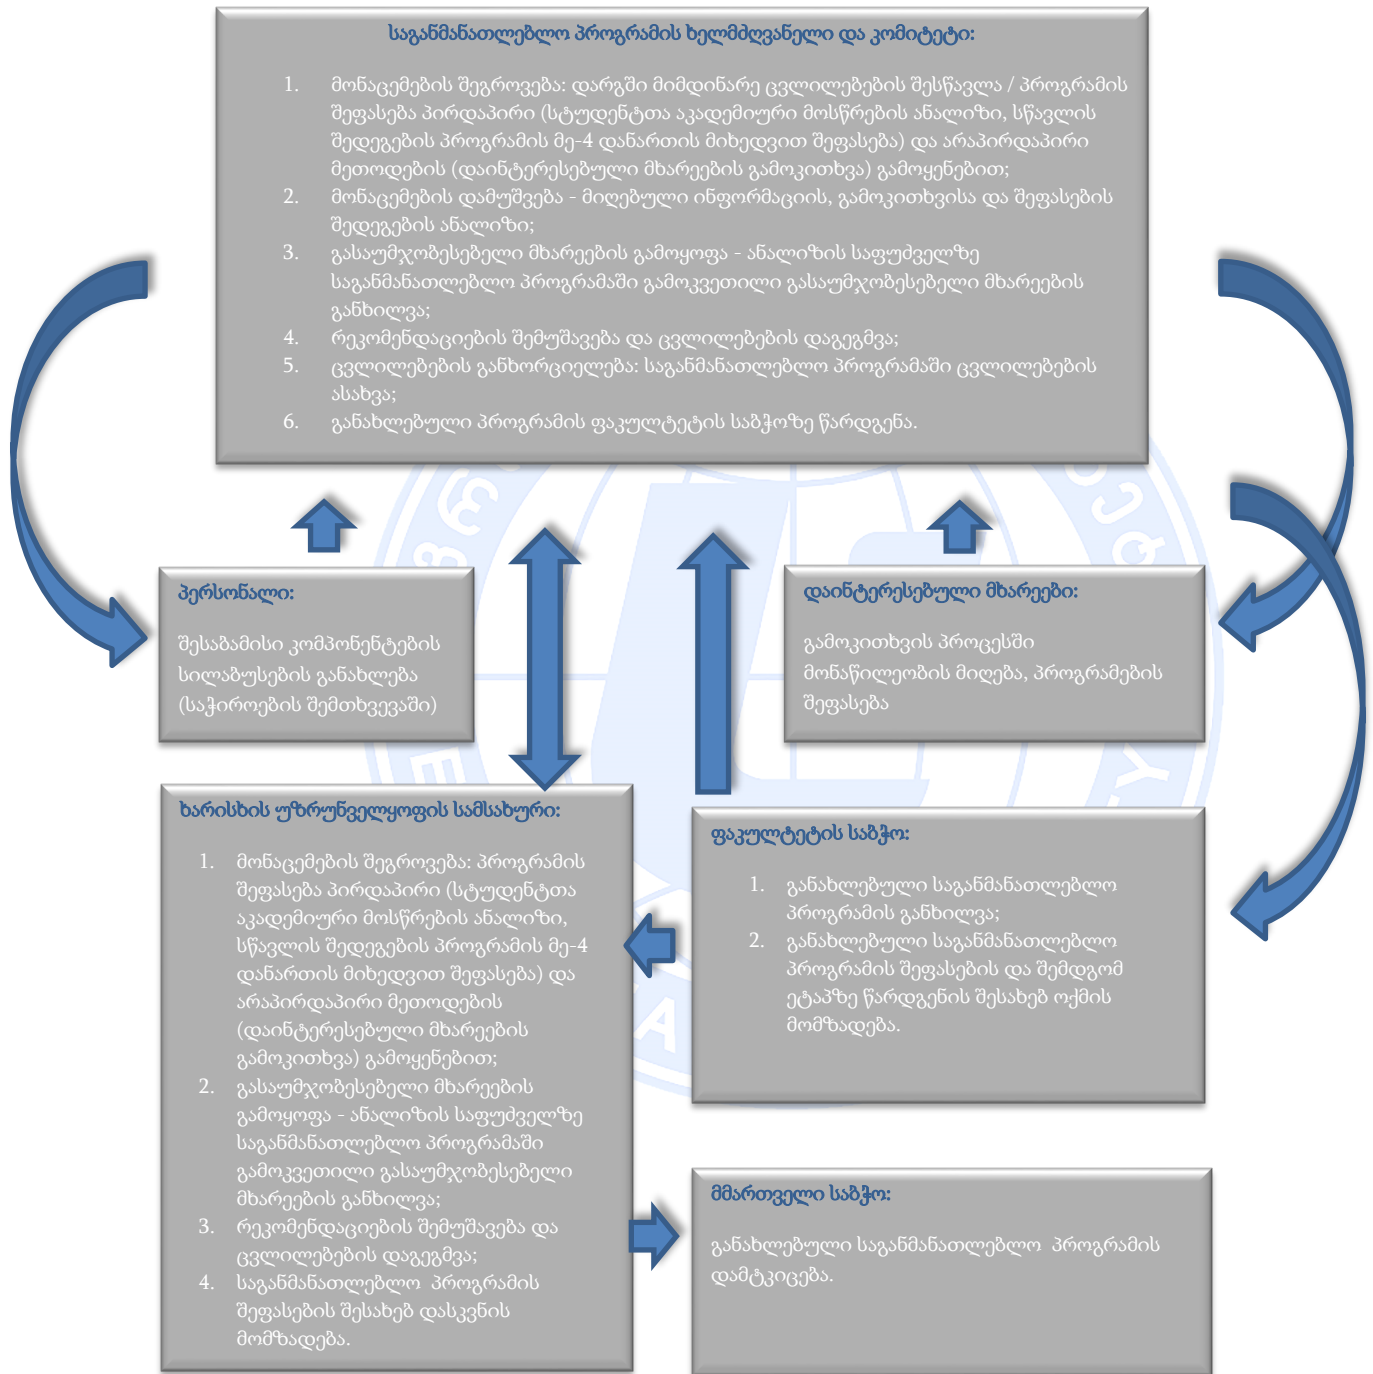 საგანმანათლებლო პროგრამის ხელმძღვანელი და კომიტეტი:
1. მონაცემების შეგროვება: დარგში მიმდინარე ცვლილებების შესწავლა / პროგრამის
შეფასება პირდაპირი (სტუდენტთა აკადემიური მოსწრების ანალიზი, სწავლის
შედეგების პროგრამის მე-4 დანართის მიხედვით შეფასება) და არაპირდაპირი
მეთოდების (დაინტერესებული მხარეების გამოკითხვა) გამოყენებით;
2. მონაცემების დამუშვება - მიღებული ინფორმაციის, გამოკითხვისა და შეფასების
შედეგების ანალიზი;
3. გასაუმჯობესებელი მხარეების გამოყოფა - ანალიზის საფუძველზე
საგანმანათლებლო პროგრამაში გამოკვეთილი გასაუმჯობესებელი მხარეების
განხილვა;
4. რეკომენდაციების შემუშავება და ცვლილებების დაგეგმვა;
5. ცვლილებების განხორციელება: საგანმანათლებლო პროგრამაში ცვლილებების
ასახვა;
6. განახლებული პროგრამის ფაკულტეტის საბჭოზე წარდგენა.
პერსონალი:
შესაბამისი კომპონენტების
სილაბუსების განახლება
(საჭიროების შემთხვევაში)
დაინტერესებული მხარეები:
გამოკითხვის პროცესში
მონაწილეობის მიღება, პროგრამების
შეფასება
ხარისხის უზრუნველყოფის სამსახური:
1. მონაცემების შეგროვება: პროგრამის
შეფასება პირდაპირი (სტუდენტთა
აკადემიური მოსწრების ანალიზი,
სწავლის შედეგების პროგრამის მე-4
დანართის მიხედვით შეფასება) და
არაპირდაპირი მეთოდების
(დაინტერესებული მხარეების
გამოკითხვა) გამოყენებით;
2. გასაუმჯობესებელი მხარეების
გამოყოფა - ანალიზის საფუძველზე
საგანმანათლებლო პროგრამაში
გამოკვეთილი გასაუმჯობესებელი
მხარეების განხილვა;
3. რეკომენდაციების შემუშავება და
ცვლილებების დაგეგმვა;
4. საგანმანათლებლო პროგრამის
შეფასების შესახებ დასკვნის
მომზადება.
ფაკულტეტის საბჭო:
1. განახლებული საგანმანათლებლო
პროგრამის განხილვა;
2. განახლებული საგანმანათლებლო
პროგრამის შეფასების და შემდგომ
ეტაპზე წარდგენის შესახებ ოქმის
მომზადება.
მმართველი საბჭო:
განახლებული საგანმანათლებლო პროგრამის
დამტკიცება.